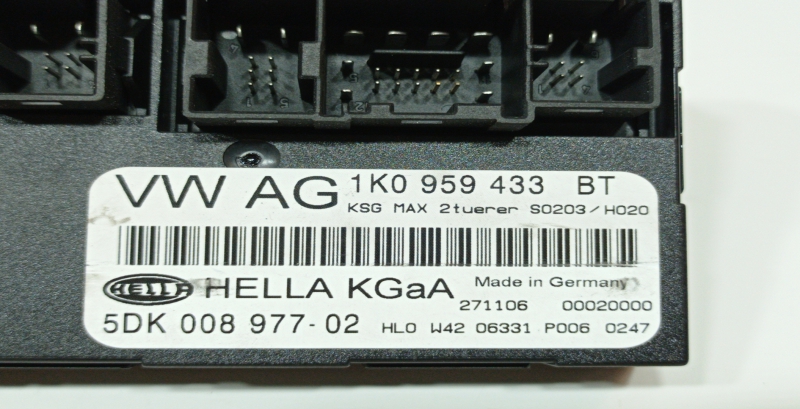 VW AG 1K0 959 433 BT
KSG MAX 2tuerer S0203/H020
HELLA HELLA KGaA Made in Germany
271106 00020000
5DK 008 977-02 HL0 W42 06331 P006 0247